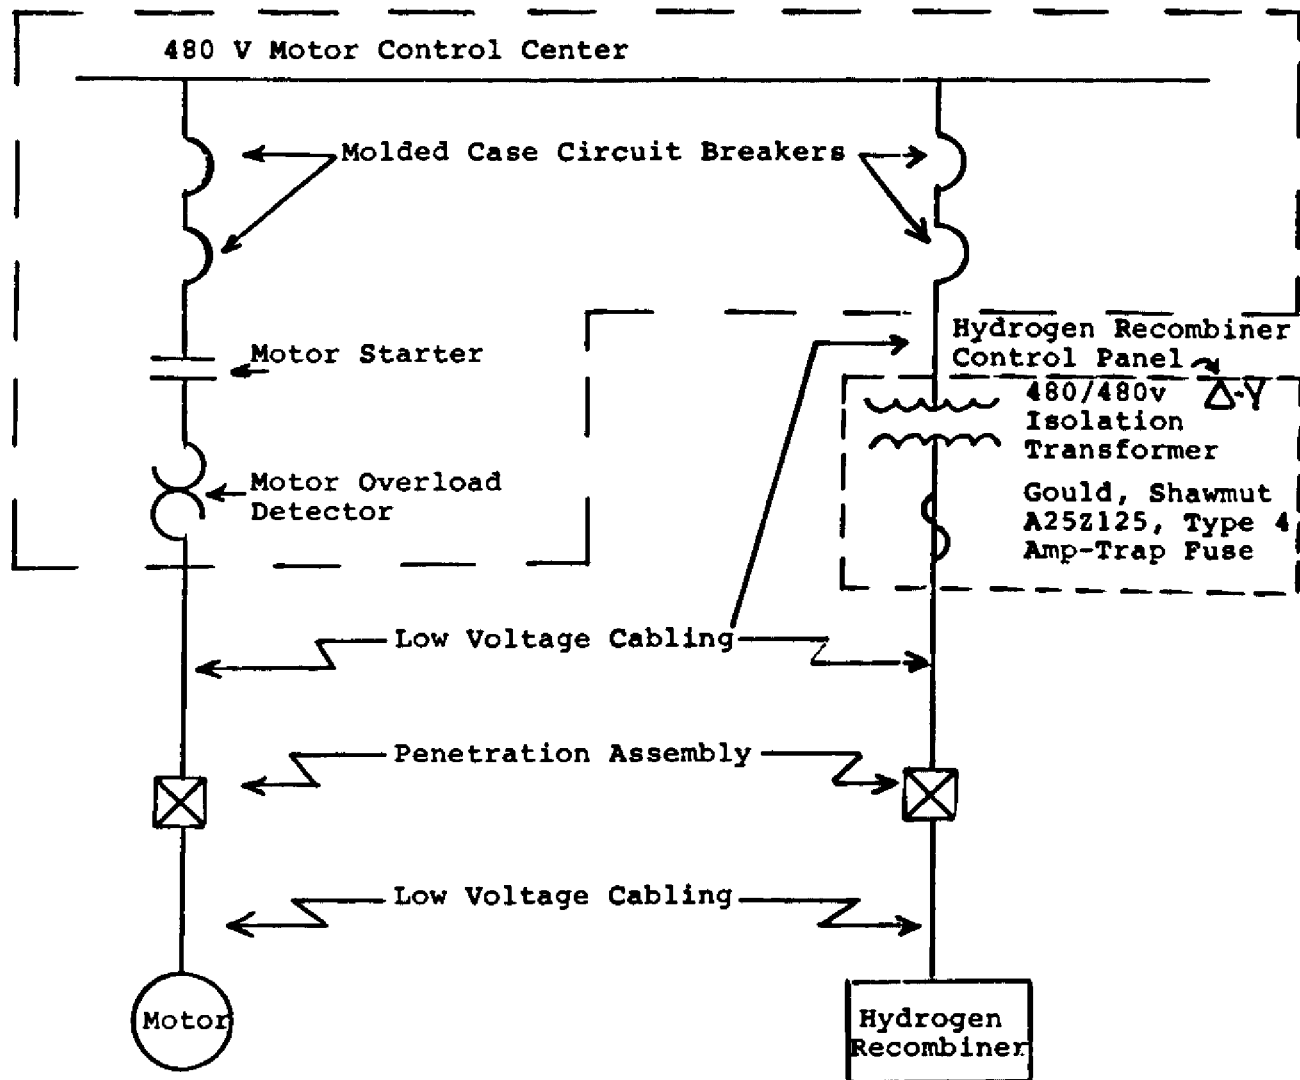 480 V Motor Control Center
Molded Case Circuit Breakers
Hydrogen Recombiner
Control Panel
Motor Starter
480/480v Δ-Y
Isolation
Transformer
Motor Overload
Detector
Gould, Shawmut
A25Z125, Type 4
Amp-Trap Fuse
Low Voltage Cabling
Penetration Assembly
Low Voltage Cabling
Motor
Hydrogen
Recombiner